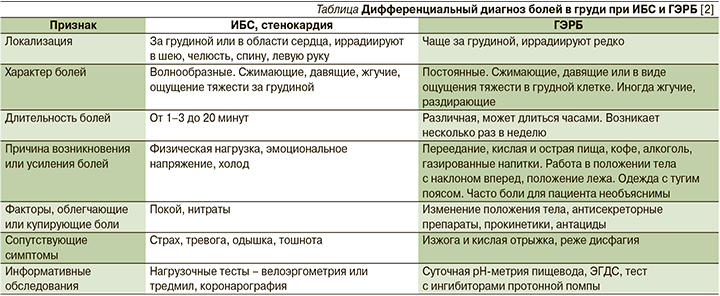 Таблица Дифференциальный диагноз болей в груди при ИБС и ГЭРБ [2]
Признак ИБС, стенокардия ГЭРБ
Локализация За грудиной или в области сердца, иррадиируют Чаще за грудиной, иррадиируют редко
в шею, челюсть, спину, левую руку
Характер болей Волнообразные. Сжимающие, давящие, жгучие, Постоянные. Сжимающие, давящие или в виде
ощущение тяжести за грудиной ощущения тяжести в грудной клетке. Иногда жгучие,
раздирающие
Длительность болей От 1–3 до 20 минут Различная, может длиться часами. Возникает
несколько раз в неделю
Причина возникновения Физическая нагрузка, эмоциональное Переедание, кислая и острая пища, кофе, алкоголь,
или усиления болей напряжение, холод газированные напитки. Работа в положении тела
с наклоном вперед, положение лежа. Одежда с тугим
поясом. Часто боли для пациента необъяснимы
Факторы, облегчающие Покой, нитраты Изменение положения тела, антисекреторные
или купирующие боли препараты, прокинетики, антациды
Сопутствующие Страх, тревога, одышка, тошнота Изжога и кислая отрыжка, реже дисфагия
симптомы
Информативные Нагрузочные тесты – велоэргометрия или Суточная pH-метрия пищевода, ЭГДС, тест
обследования тредмил, коронарография с ингибиторами протонной помпы